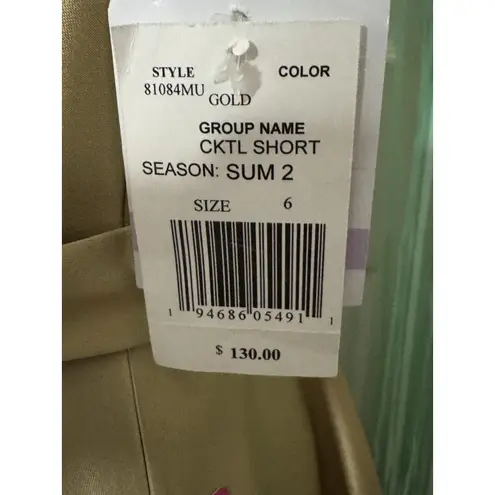 STYLE COLOR
81084MU GOLD
GROUP NAME
CKTL SHORT
SEASON: SUM 2
SIZE 6
1 94686 05491 1
$ 130.00